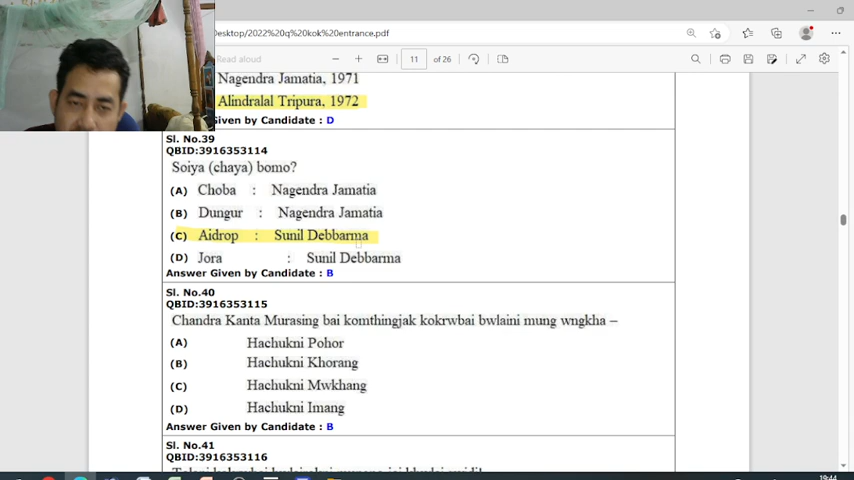 Desktop/2022%20q%20kok%20entrance.pdf
Read aloud
11 of 26
Nagendra Jamatia, 1971
Alindralal Tripura, 1972
Given by Candidate : D
Sl. No.39
QBID:3916353114
Soiya (chaya) bomo?
(A) Choba : Nagendra Jamatia
(B) Dungur : Nagendra Jamatia
(C) Aidrop : Sunil Debbarma
(D) Jora : Sunil Debbarma
Answer Given by Candidate : B
Sl. No.40
QBID:3916353115
Chandra Kanta Murasing bai komthingjak kokrwbai bwlaini mung wngkha –
(A) Hachukni Pohor
(B) Hachukni Khorang
(C) Hachukni Mwkhang
(D) Hachukni Imang
Answer Given by Candidate : B
Sl. No.41
QBID:3916353116
19:44